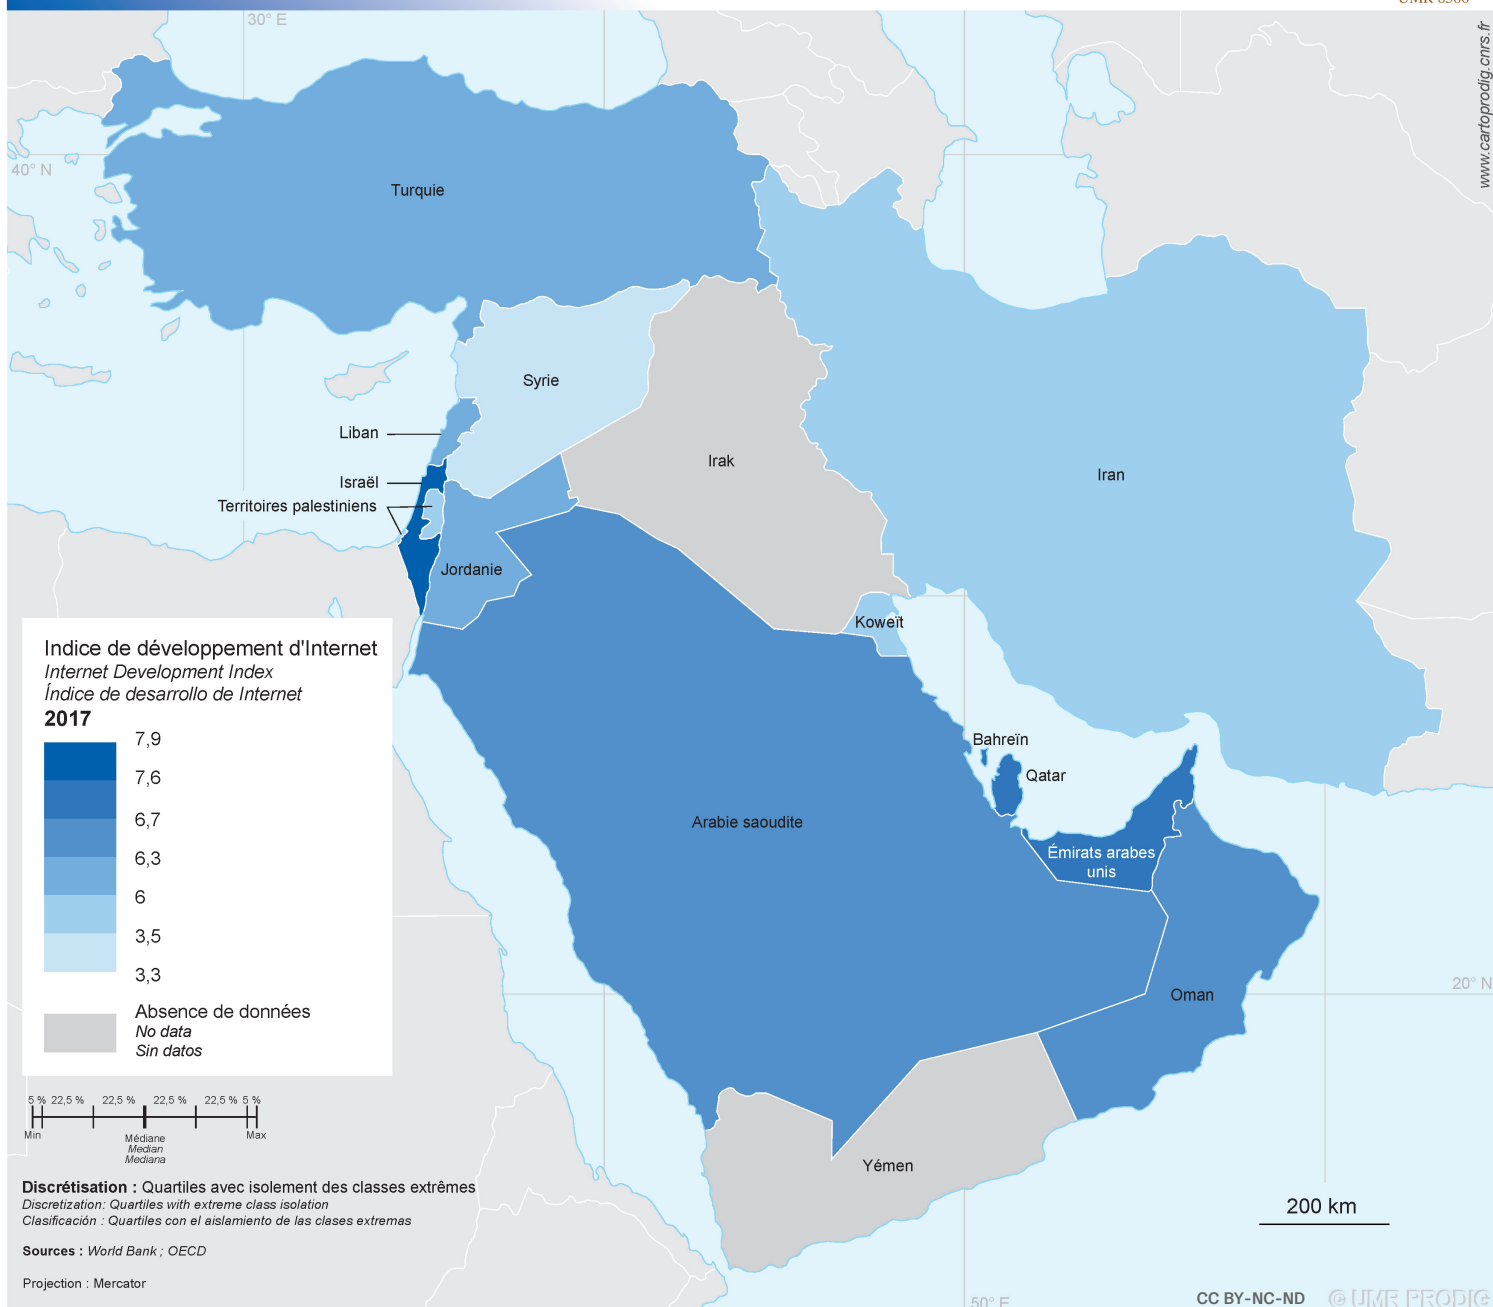 30° E
www.cartoprodig.cnrs.fr
40° N
Turquie
Syrie
Liban
Irak
Iran
Israël
Territoires palestiniens
Jordanie
Koweït
Bahreïn
Qatar
Arabie saoudite
Émirats arabes
unis
Oman
20° N
Yémen
Indice de développement d'Internet
Internet Development Index
Índice de desarrollo de Internet
2017
7,9
7,6
6,7
6,3
6
3,5
3,3
Absence de données
No data
Sin datos
5 % 22,5 % 22,5 % 22,5 % 22,5 % 5 %
Min Max
Médiane
Median
Mediana
Discrétisation : Quartiles avec isolement des classes extrêmes
Discretization: Quartiles with extreme class isolation
Clasificación : Quartiles con el aislamiento de las clases extremas
Sources : World Bank ; OECD
Projection : Mercator
200 km
50° E
CC BY-NC-ND © UMR PRODIG